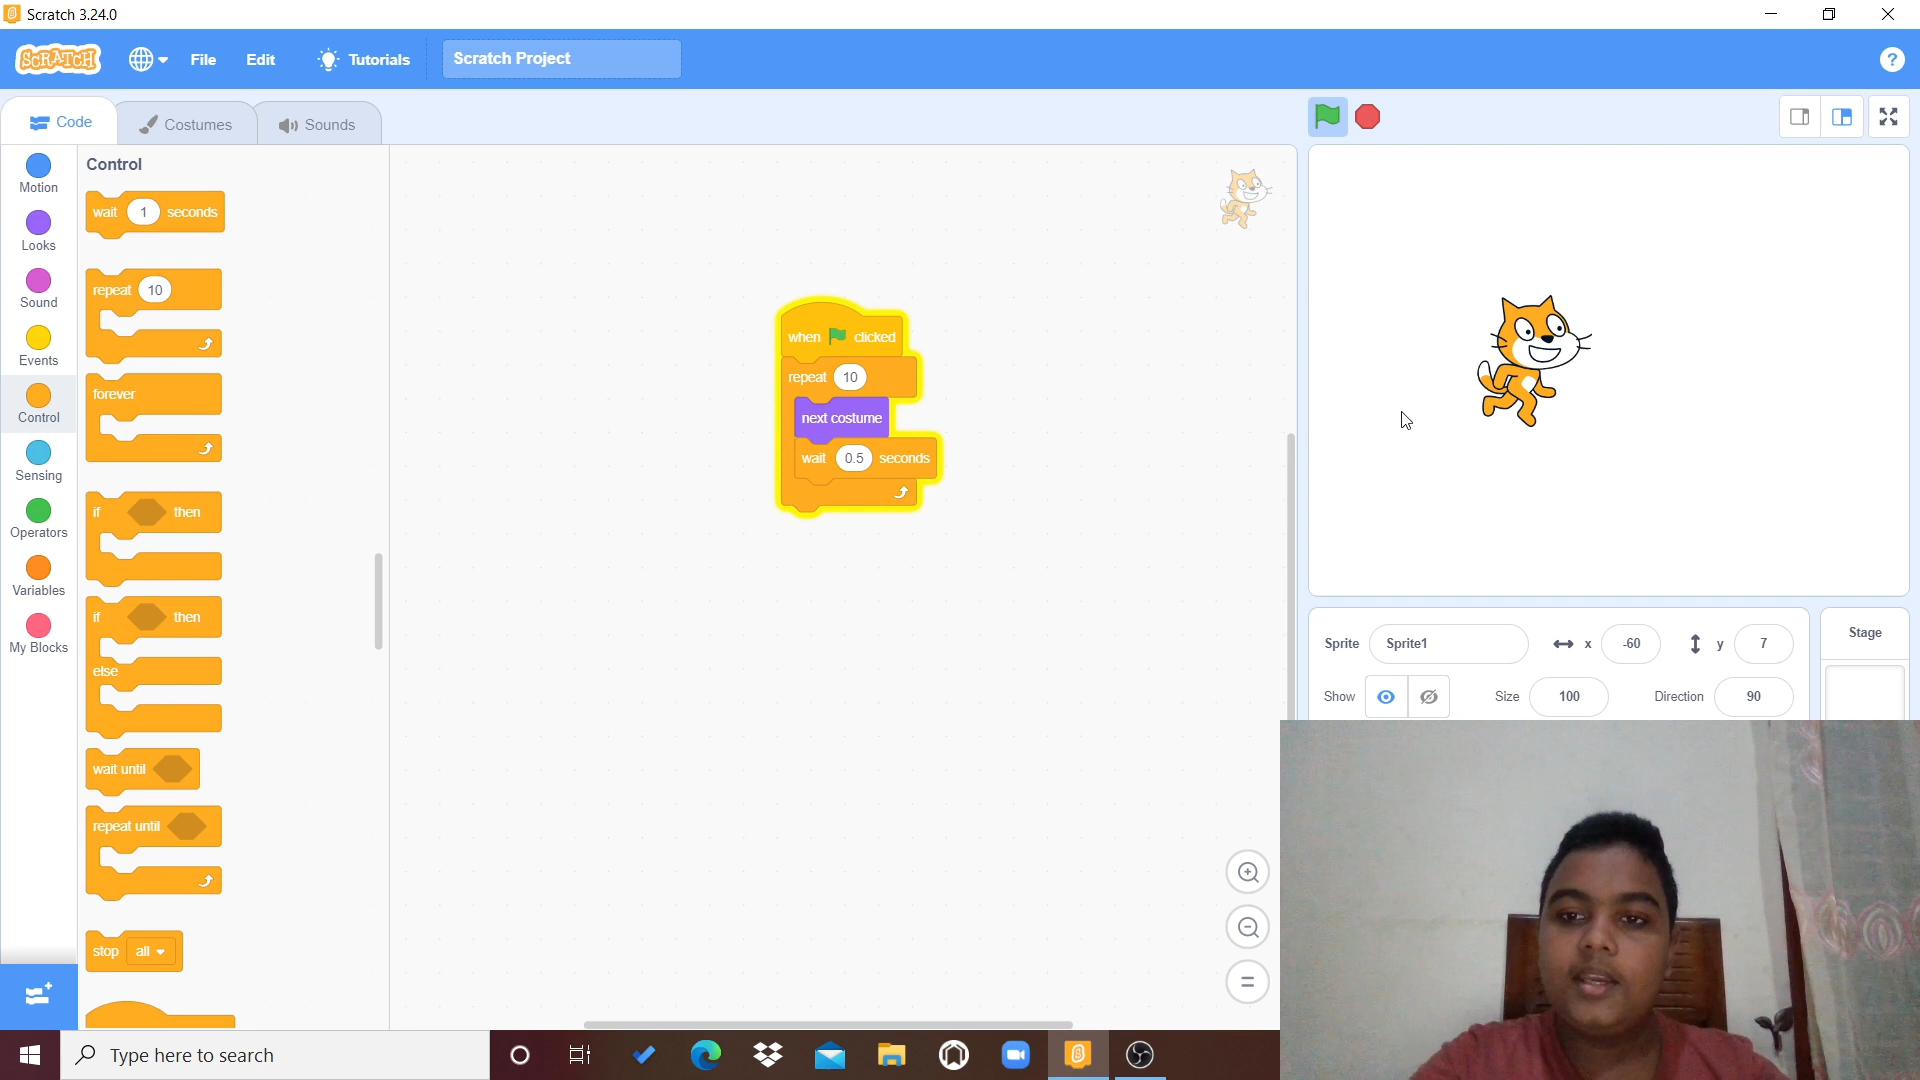 Scratch 3.24.0
SCRATCH
File
Edit
Tutorials
Scratch Project
?
Code
Costumes
Sounds
Motion
Looks
Sound
Events
Control
Sensing
Operators
Variables
My Blocks
Control
wait 1 seconds
repeat 10
forever
if then
if then
else
wait until
repeat until
stop all
when clicked
repeat 10
next costume
wait 0.5 seconds
Sprite Sprite1 x -60 y 7
Show Size 100 Direction 90
Stage
Type here to search